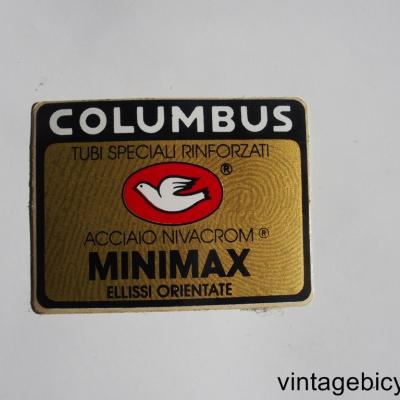 COLUMBUS
TUBI SPECIALI RINFORZATI
®
ACCIAIO NIVACROM ®
MINIMAX
ELLISSI ORIENTATE
vintagebicy